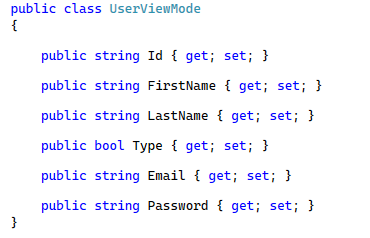 public class UserViewMode
{
public string Id { get; set; }
public string FirstName { get; set; }
public string LastName { get; set; }
public bool Type { get; set; }
public string Email { get; set; }
public string Password { get; set; }
}